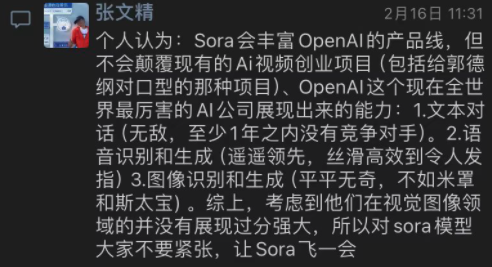 张文精
2月16日 11:31
个人认为：Sora会丰富OpenAI的产品线，但
不会颠覆现有的Ai视频创业项目（包括给郭德
纲对口型的那种项目）、OpenAI这个现在全世
界最厉害的AI公司展现出来的能力：1.文本对
话（无敌，至少1年之内没有竞争对手）。2.语
音识别和生成（遥遥领先，丝滑高效到令人发
指）3.图像识别和生成（平平无奇，不如米罩
和斯太宝）。综上，考虑到他们在视觉图像领
域的并没有展现过分强大，所以对sora模型
大家不要紧张，让Sora飞一会